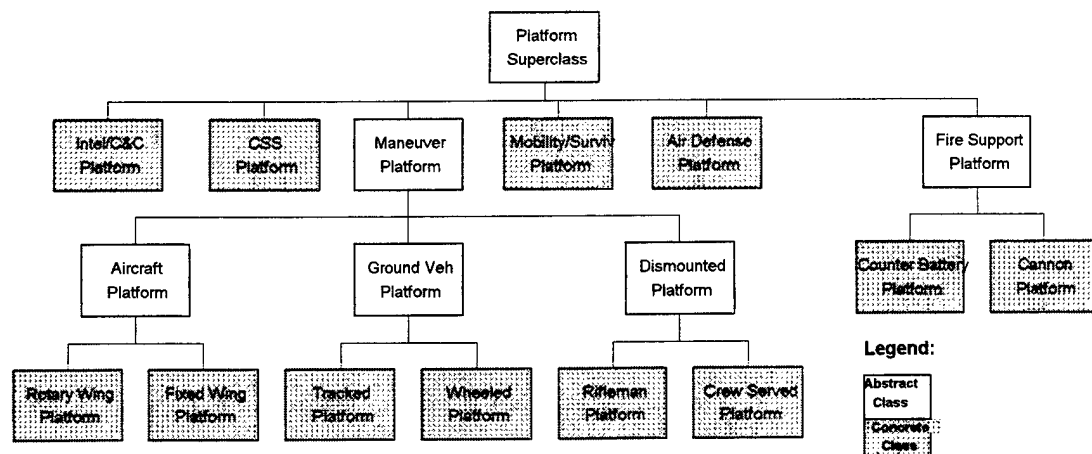 Platform
Superclass
Intel/C&C
Platform
CSS
Platform
Maneuver
Platform
Mobility/Surviv
Platform
Air Defense
Platform
Fire Support
Platform
Aircraft
Platform
Ground Veh
Platform
Dismounted
Platform
Counter Battery
Platform
Cannon
Platform
Rotary Wing
Platform
Fixed Wing
Platform
Tracked
Platform
Wheeled
Platform
Rifleman
Platform
Crew Served
Platform
Legend:
Abstract
Class
Concrete
Class